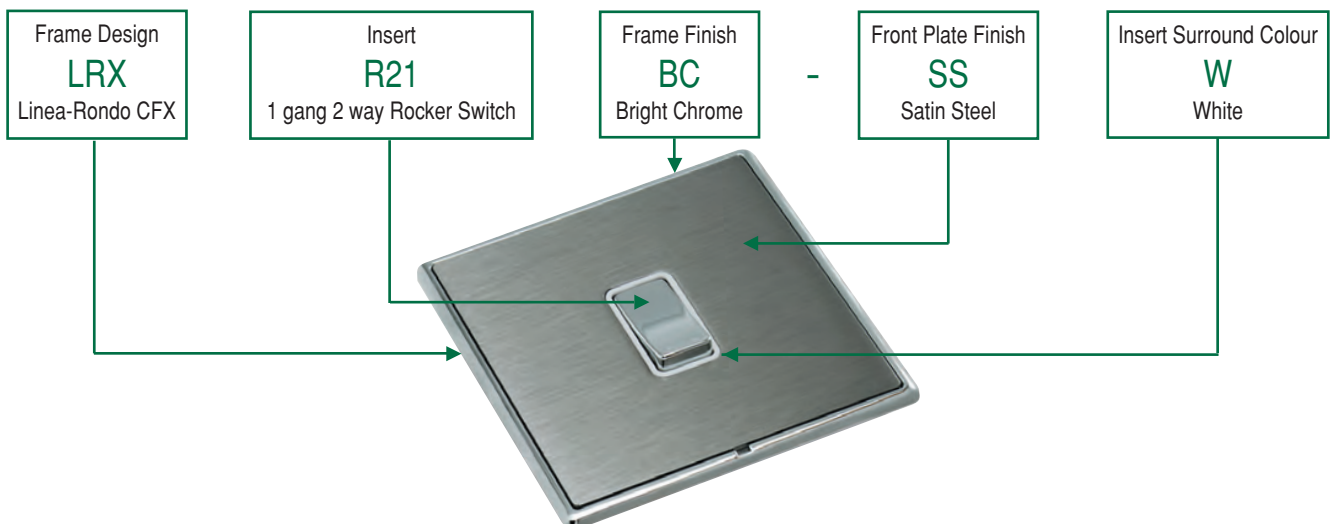 Frame Design
LRX
Linea-Rondo CFX
Insert
R21
1 gang 2 way Rocker Switch
Frame Finish
BC
Bright Chrome
-
Front Plate Finish
SS
Satin Steel
Insert Surround Colour
W
White